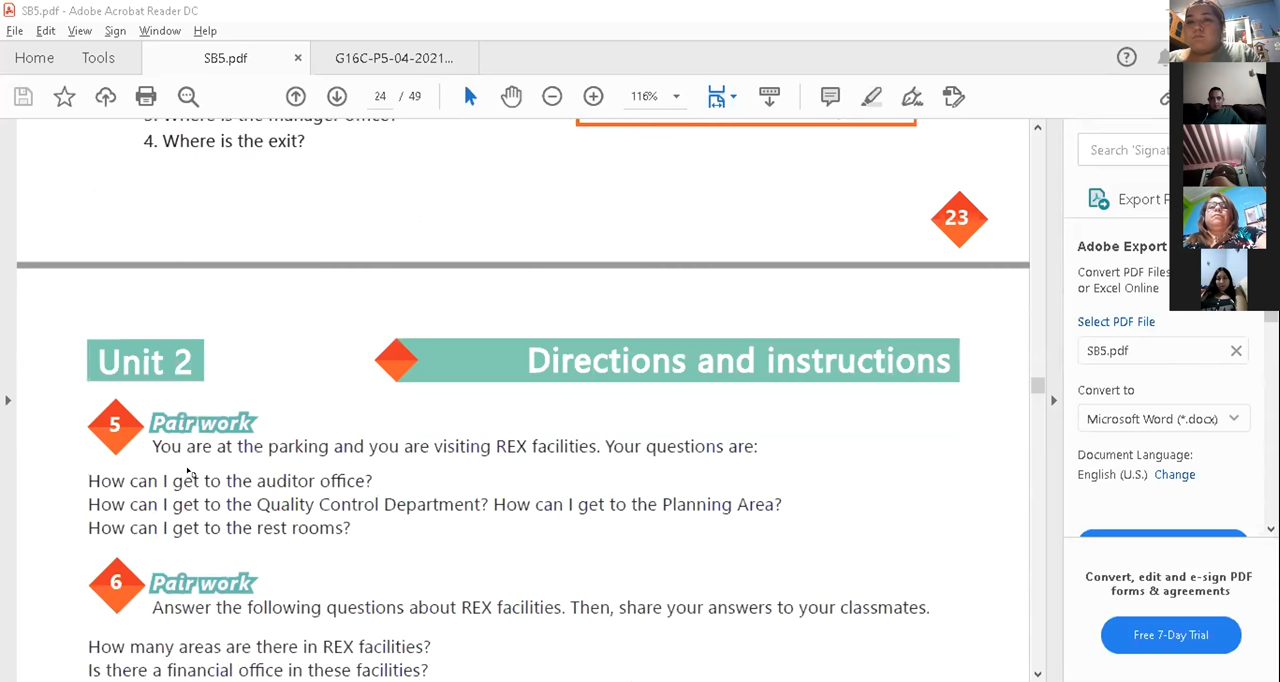 SB5.pdf - Adobe Acrobat Reader DC
File Edit View Sign Window Help
Home Tools SB5.pdf × G16C-P5-04-2021...
24 / 49 116%
4. Where is the exit?
23
Unit 2 Directions and instructions
5 Pair work
You are at the parking and you are visiting REX facilities. Your questions are:
How can I get to the auditor office?
How can I get to the Quality Control Department? How can I get to the Planning Area?
How can I get to the rest rooms?
6 Pair work
Answer the following questions about REX facilities. Then, share your answers to your classmates.
How many areas are there in REX facilities?
Is there a financial office in these facilities?
Search 'Signat
Export P
Adobe Export
Convert PDF Files
or Excel Online
Select PDF File
SB5.pdf
Convert to
Microsoft Word (*.docx)
Document Language:
English (U.S.) Change
Convert, edit and e-sign PDF
forms & agreements
Free 7-Day Trial